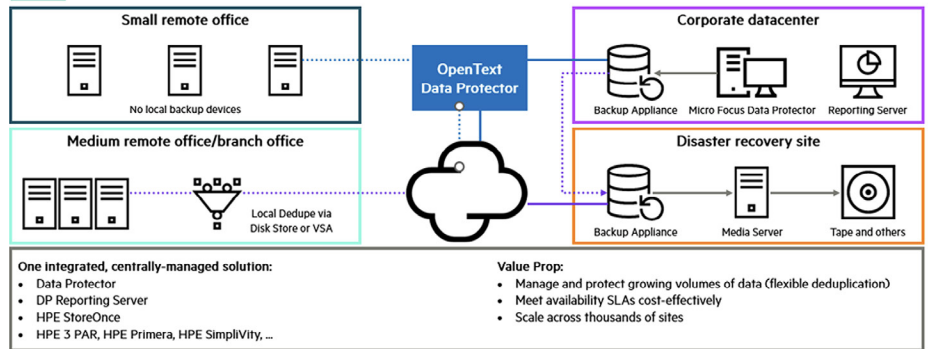 Small remote office
No local backup devices
OpenText
Data Protector
Corporate datacenter
Backup Appliance
Micro Focus Data Protector
Reporting Server
Medium remote office/branch office
Local Dedupe via
Disk Store or VSA
Disaster recovery site
Backup Appliance
Media Server
Tape and others
One integrated, centrally-managed solution:
• Data Protector
• DP Reporting Server
• HPE StoreOnce
• HPE 3 PAR, HPE Primera, HPE SimpliVity, ...
Value Prop:
• Manage and protect growing volumes of data (flexible deduplication)
• Meet availability SLAs cost-effectively
• Scale across thousands of sites